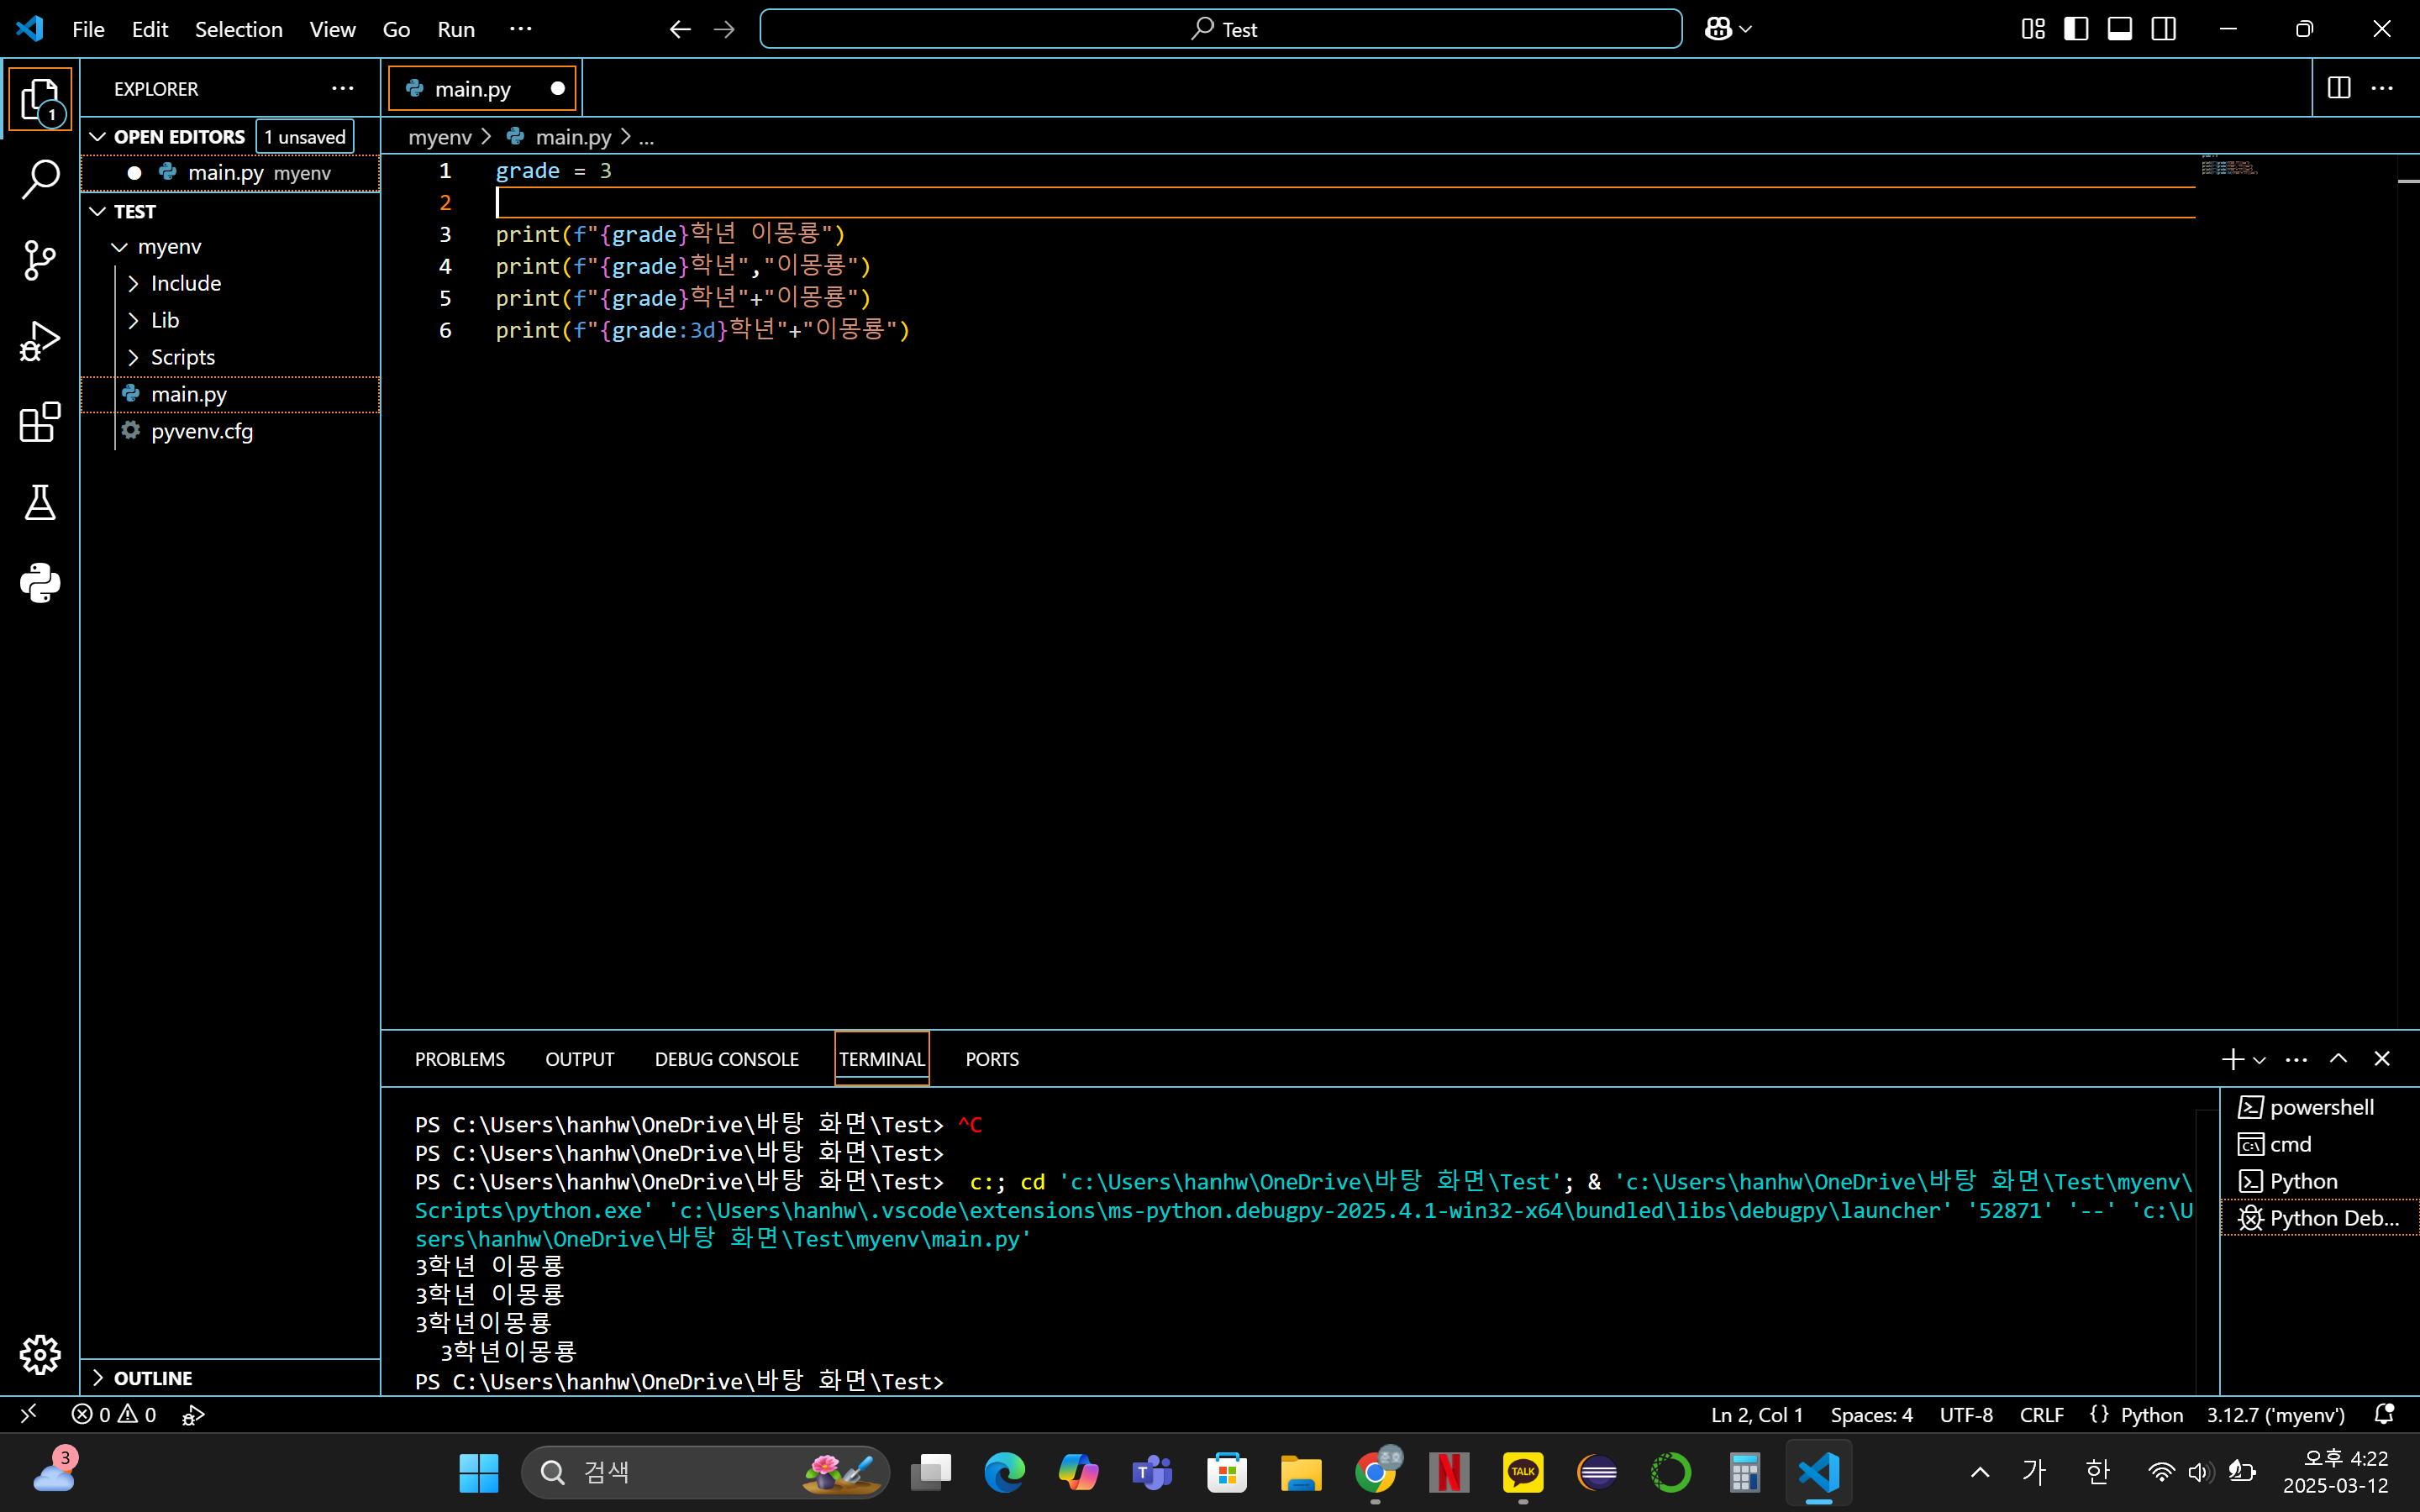 File Edit Selection View Go Run ··· Test
EXPLORER ···
main.py
OPEN EDITORS 1 unsaved
myenv > main.py > ...
main.py myenv
TEST
myenv
Include
Lib
Scripts
main.py
pyvenv.cfg
1
1 grade = 3
2
3 print(f"{grade}학년 이몽룡")
4 print(f"{grade}학년","이몽룡")
5 print(f"{grade}학년"+"이몽룡")
6 print(f"{grade:3d}학년"+"이몽룡")
PROBLEMS OUTPUT DEBUG CONSOLE TERMINAL PORTS
PS C:\Users\hanhw\OneDrive\바탕 화면\Test> ^C
PS C:\Users\hanhw\OneDrive\바탕 화면\Test>
PS C:\Users\hanhw\OneDrive\바탕 화면\Test>  c:; cd 'c:\Users\hanhw\OneDrive\바탕 화면\Test'; & 'c:\Users\hanhw\OneDrive\바탕 화면\Test\myenv\
Scripts\python.exe' 'c:\Users\hanhw\.vscode\extensions\ms-python.debugpy-2025.4.1-win32-x64\bundled\libs\debugpy\launcher' '52871' '--' 'c:\U
sers\hanhw\OneDrive\바탕 화면\Test\myenv\main.py'
3학년 이몽룡
3학년 이몽룡
3학년이몽룡
  3학년이몽룡
PS C:\Users\hanhw\OneDrive\바탕 화면\Test>
powershell
cmd
Python
Python Deb...
OUTLINE
0 0 Ln 2, Col 1 Spaces: 4 UTF-8 CRLF {} Python 3.12.7 ('myenv')
3 검색 T TALK N 가 한 오후 4:22
2025-03-12